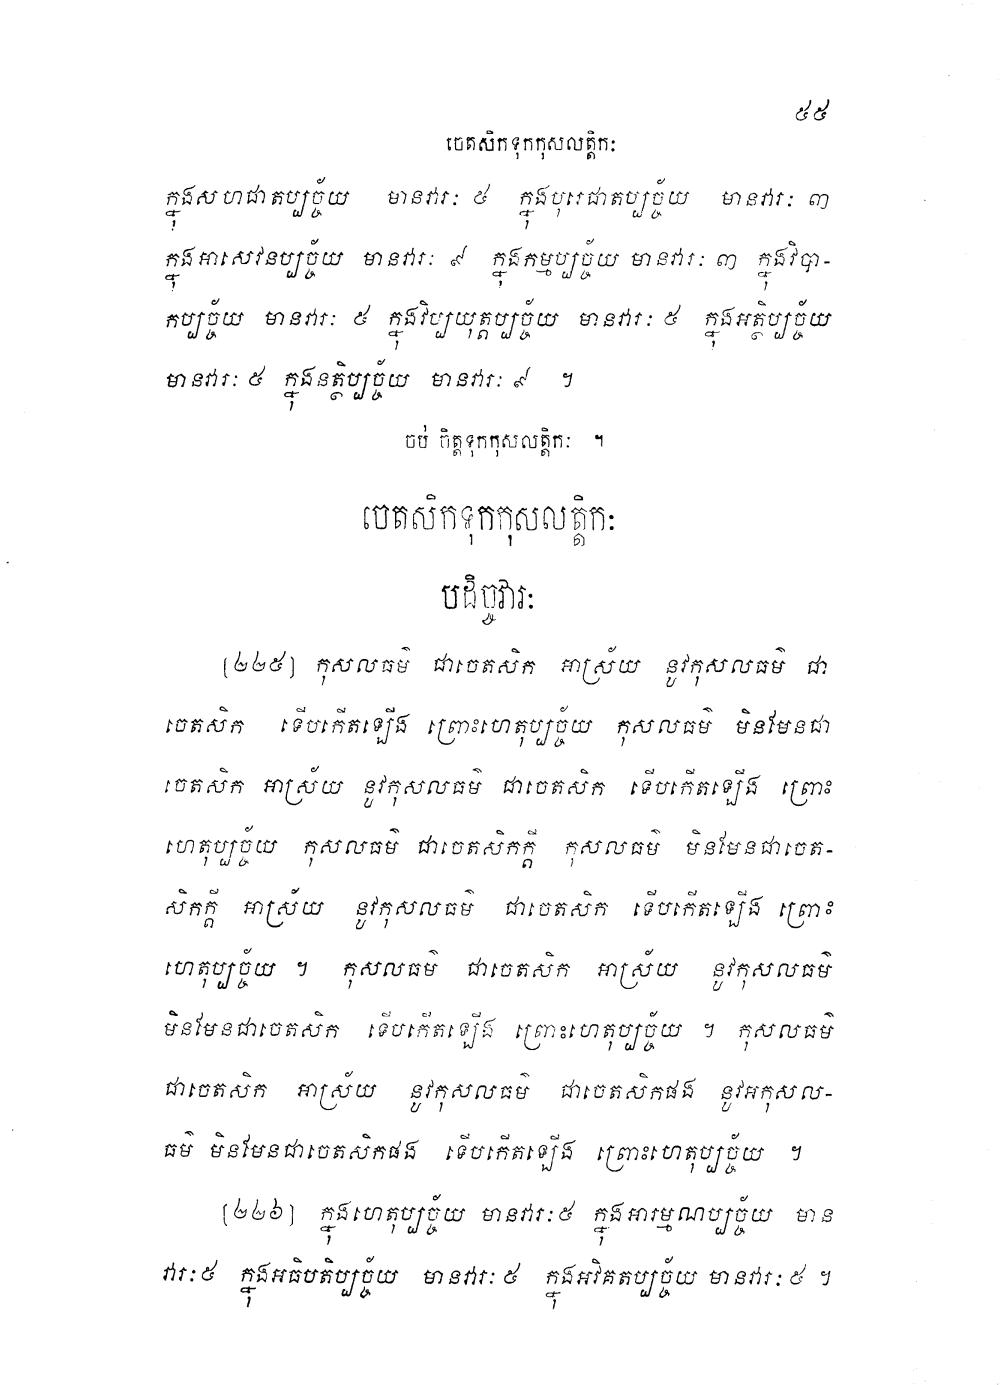 ៥៥
ចេតសិកទុកកុសលត្តិកៈ
ក្នុងសហជាតប្បច្ច័យ មានវារៈ ៥ ក្នុងបុរេជាតប្បច្ច័យ មានវារៈ ៣
ក្នុងអាសេវនប្បច្ច័យ មានវារៈ ៩ ក្នុងកម្មប្បច្ច័យ មានវារៈ ៣ ក្នុងវិបា-
កប្បច្ច័យ មានវារៈ ៥ ក្នុងវិប្បយុត្តប្បច្ច័យ មានវារៈ ៥ ក្នុងអត្ថិប្បច្ច័យ
មានវារៈ ៥ ក្នុងនត្ថិប្បច្ច័យ មានវារៈ ៩ ។
ចប់ ចិត្តទុកកុសលត្តិកៈ ។
ចេតសិកទុកកុសលត្តិកៈ
បដិច្ចវារៈ
[២២៥] កុសលធម៌ ជាចេតសិក អាស្រ័យ នូវកុសលធម៌ ជា
ចេតសិក ទើបកើតឡើង ព្រោះហេតុប្បច្ច័យ កុសលធម៌ មិនមែនជា
ចេតសិក អាស្រ័យ នូវកុសលធម៌ ជាចេតសិក ទើបកើតឡើង ព្រោះ
ហេតុប្បច្ច័យ កុសលធម៌ ជាចេតសិកក្តី កុសលធម៌ មិនមែនជាចេត-
សិកក្តី អាស្រ័យ នូវកុសលធម៌ ជាចេតសិក ទើបកើតឡើង ព្រោះ
ហេតុប្បច្ច័យ ។ កុសលធម៌ ជាចេតសិក អាស្រ័យ នូវកុសលធម៌
មិនមែនជាចេតសិក ទើបកើតឡើង ព្រោះហេតុប្បច្ច័យ ។ កុសលធម៌
ជាចេតសិក អាស្រ័យ នូវកុសលធម៌ ជាចេតសិកផង នូវអកុសល-
ធម៌ មិនមែនជាចេតសិកផង ទើបកើតឡើង ព្រោះហេតុប្បច្ច័យ ។
[២២៦] ក្នុងហេតុប្បច្ច័យ មានវារៈ ៥ ក្នុងអារម្មណប្បច្ច័យ មាន
វារៈ ៥ ក្នុងអធិបតិប្បច្ច័យ មានវារៈ ៥ ក្នុងអវិគតប្បច្ច័យ មានវារៈ ៥ ។